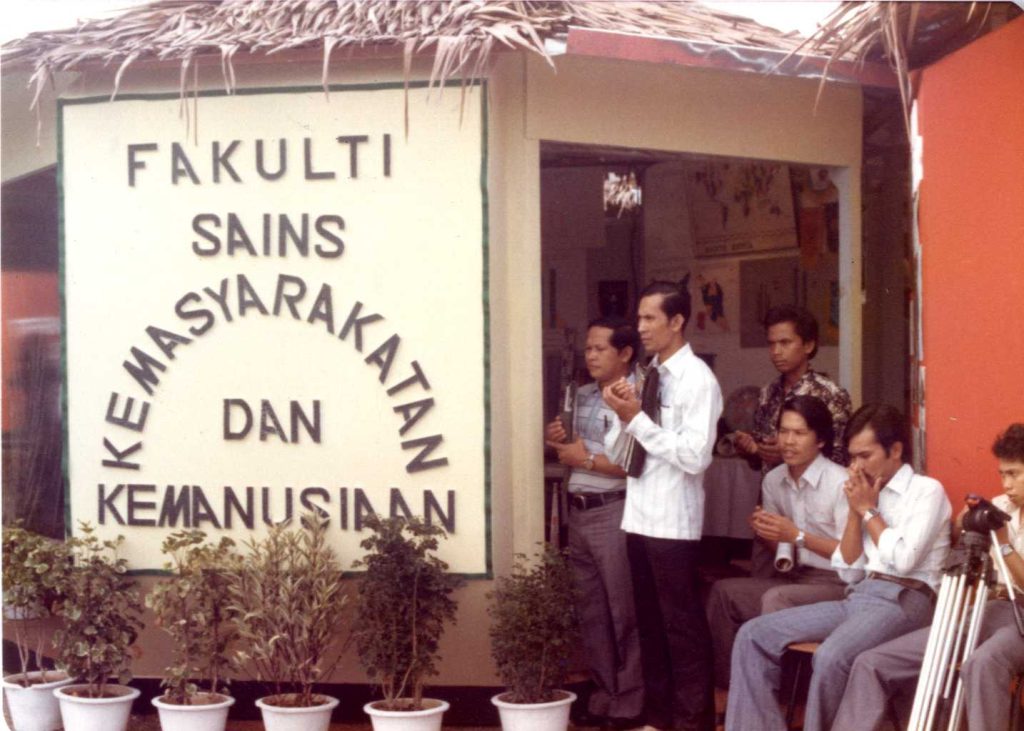 FAKULTI
SAINS
KEMASYARAKATAN
DAN
KEMANUSIAAN